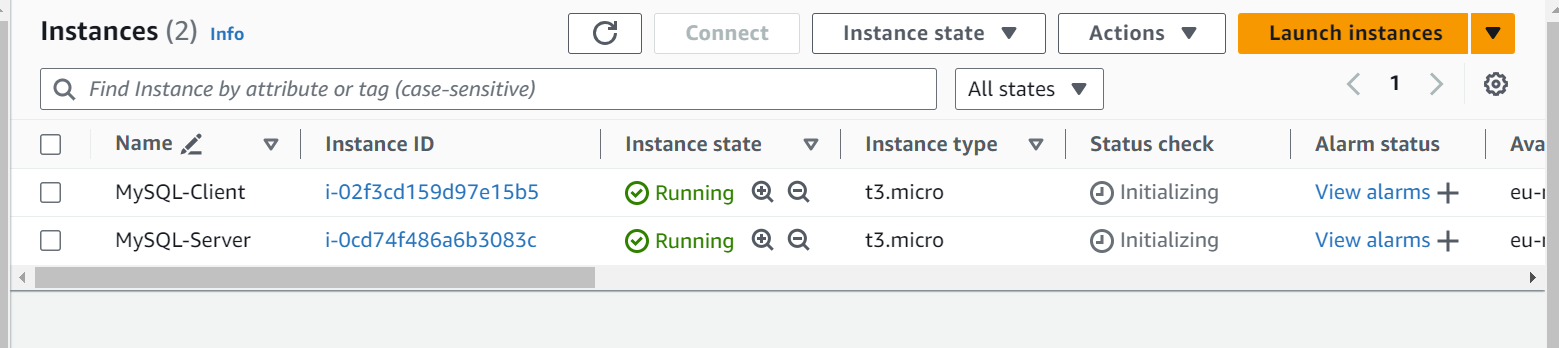 Instances (2) Info Connect Instance state Actions Launch instances
Find Instance by attribute or tag (case-sensitive) All states 1
Name Instance ID Instance state Instance type Status check Alarm status Ava
MySQL-Client i-02f3cd159d97e15b5 Running t3.micro Initializing View alarms eu-
MySQL-Server i-0cd74f486a6b3083c Running t3.micro Initializing View alarms eu-